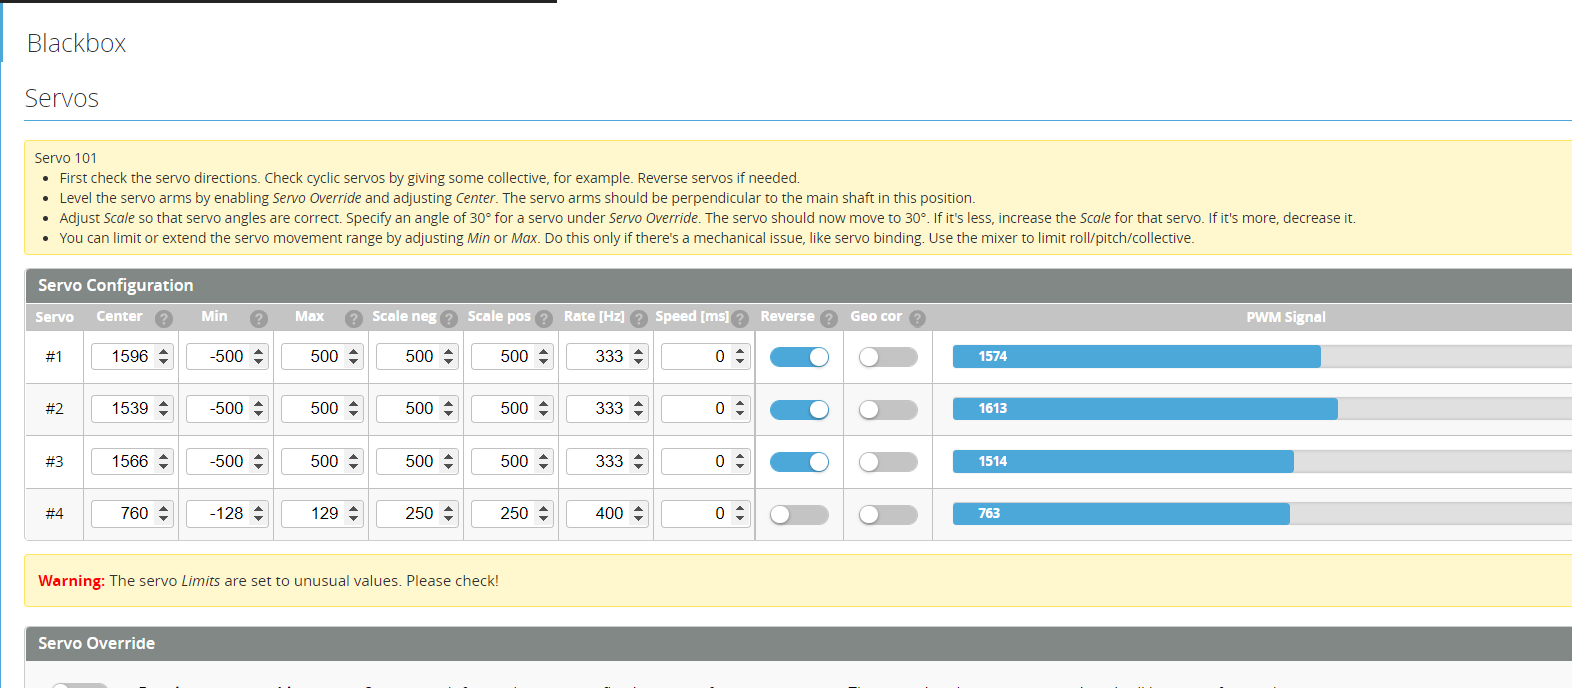 Blackbox
Servos
Servo 101
First check the servo directions. Check cyclic servos by giving some collective, for example. Reverse servos if needed.
Level the servo arms by enabling Servo Override and adjusting Center. The servo arms should be perpendicular to the main shaft in this position.
Adjust Scale so that servo angles are correct. Specify an angle of 30° for a servo under Servo Override. The servo should now move to 30°. If it's less, increase the Scale for that servo. If it's more, decrease it.
You can limit or extend the servo movement range by adjusting Min or Max. Do this only if there's a mechanical issue, like servo binding. Use the mixer to limit roll/pitch/collective.
Servo Configuration
Servo Center ? Min ? Max ? Scale neg ? Scale pos ? Rate [Hz] ? Speed [ms] ? Reverse ? Geo cor ? PWM Signal
#1 1596 -500 500 500 500 333 0 1574
#2 1539 -500 500 500 500 333 0 1613
#3 1566 -500 500 500 500 333 0 1514
#4 760 -128 129 250 250 400 0 763
Warning: The servo Limits are set to unusual values. Please check!
Servo Override